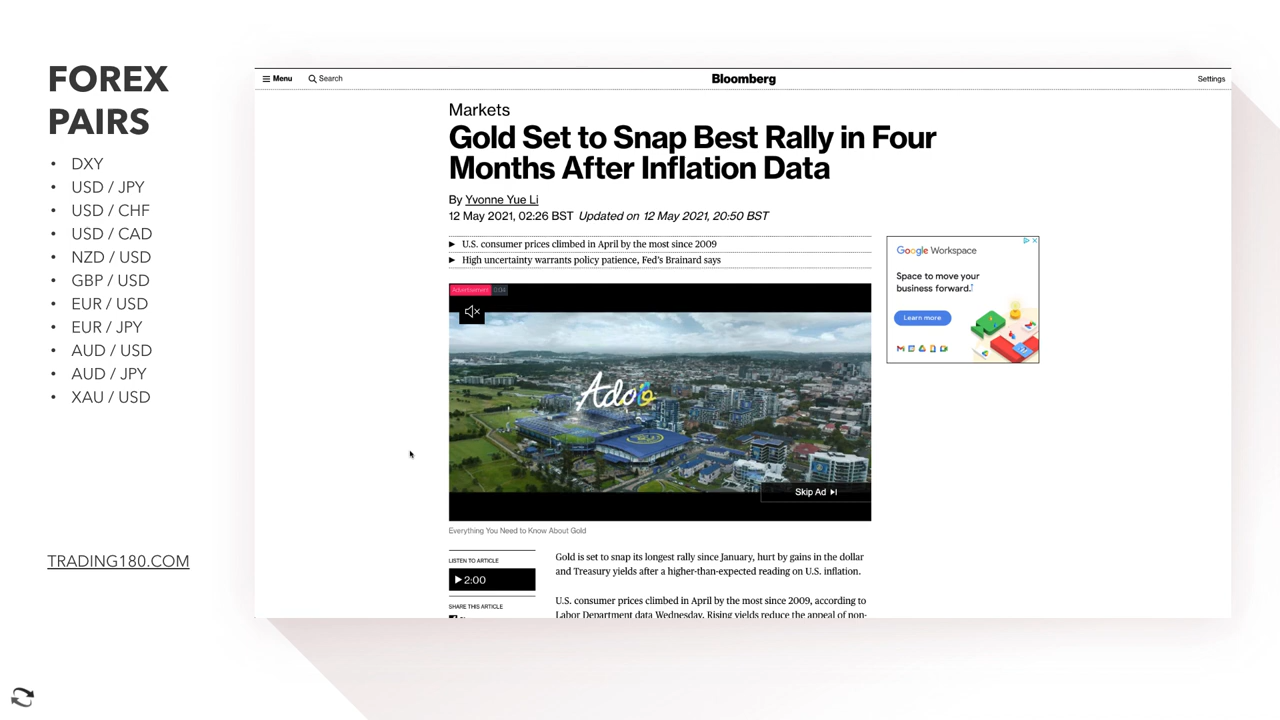 FOREX
PAIRS
• DXY
• USD / JPY
• USD / CHF
• USD / CAD
• NZD / USD
• GBP / USD
• EUR / USD
• EUR / JPY
• AUD / USD
• AUD / JPY
• XAU / USD
TRADING180.COM
Menu
Search
Bloomberg
Settings
Markets
Gold Set to Snap Best Rally in Four
Months After Inflation Data
By Yvonne Yue Li
12 May 2021, 02:26 BST Updated on 12 May 2021, 20:50 BST
U.S. consumer prices climbed in April by the most since 2009
High uncertainty warrants policy patience, Fed's Brainard says
Advertisement 0:04
Skip Ad
Everything You Need to Know About Gold
Google Workspace
Space to move your
business forward.
Learn more
LISTEN TO ARTICLE
2:00
SHARE THIS ARTICLE
Gold is set to snap its longest rally since January, hurt by gains in the dollar
and Treasury yields after a higher-than-expected reading on U.S. inflation.
U.S. consumer prices climbed in April by the most since 2009, according to
Labor Department data Wednesday. Rising yields reduce the appeal of non-